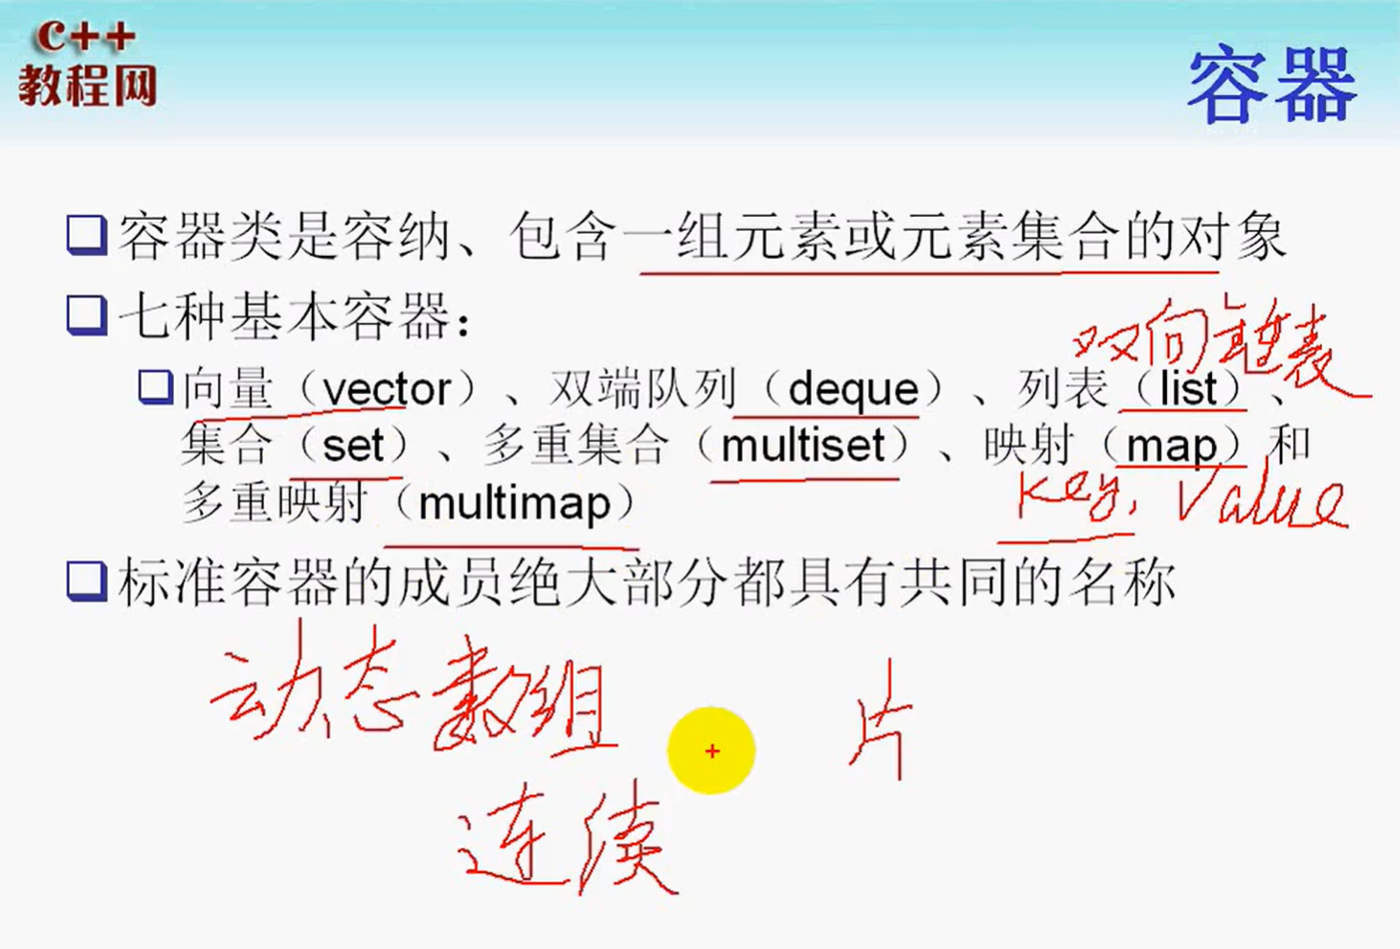 C++
教程网
容器
容器类是容纳、包含一组元素或元素集合的对象
七种基本容器：
双向链表
向量（vector）、双端队列（deque）、列表（list）、
集合（set）、多重集合（multiset）、映射（map）和
多重映射（multimap）
key, Value
标准容器的成员绝大部分都具有共同的名称
动态数组
片
连续